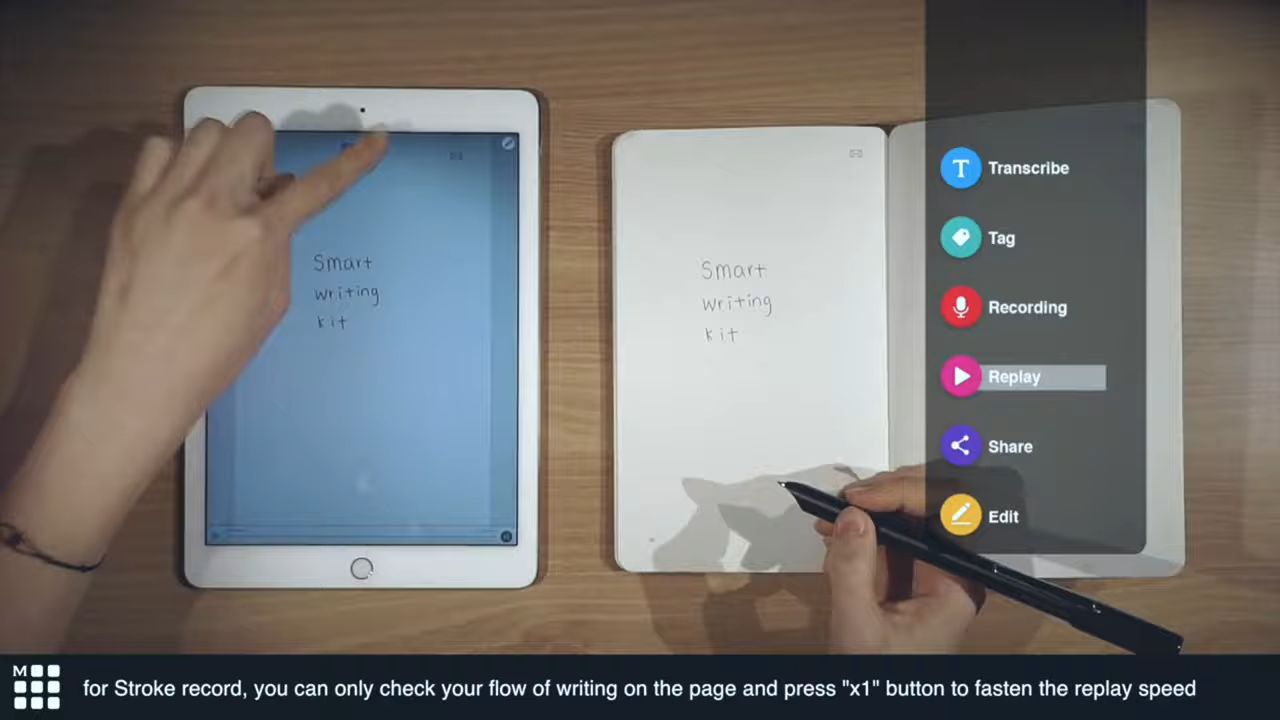 Smart
writing
kit
Smart
writing
kit
T Transcribe
Tag
Recording
Replay
Share
Edit
M
for Stroke record, you can only check your flow of writing on the page and press "x1" button to fasten the replay speed